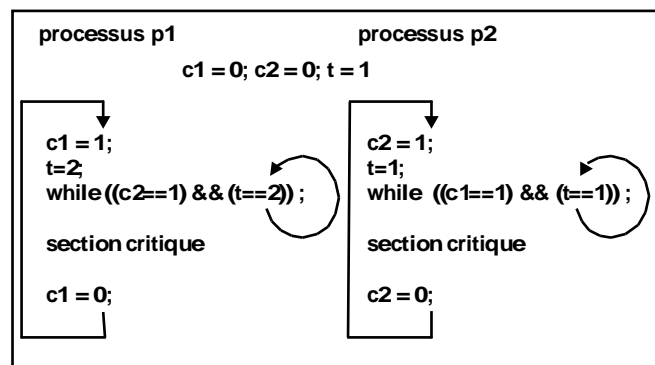 processus p1
processus p2
c1 = 0; c2 = 0; t = 1
c1 = 1;
t=2;
while((c2==1) && (t==2)) ;
section critique
c1 = 0;
c2 = 1;
t=1;
while ((c1==1) && (t==1)) ;
section critique
c2 = 0;